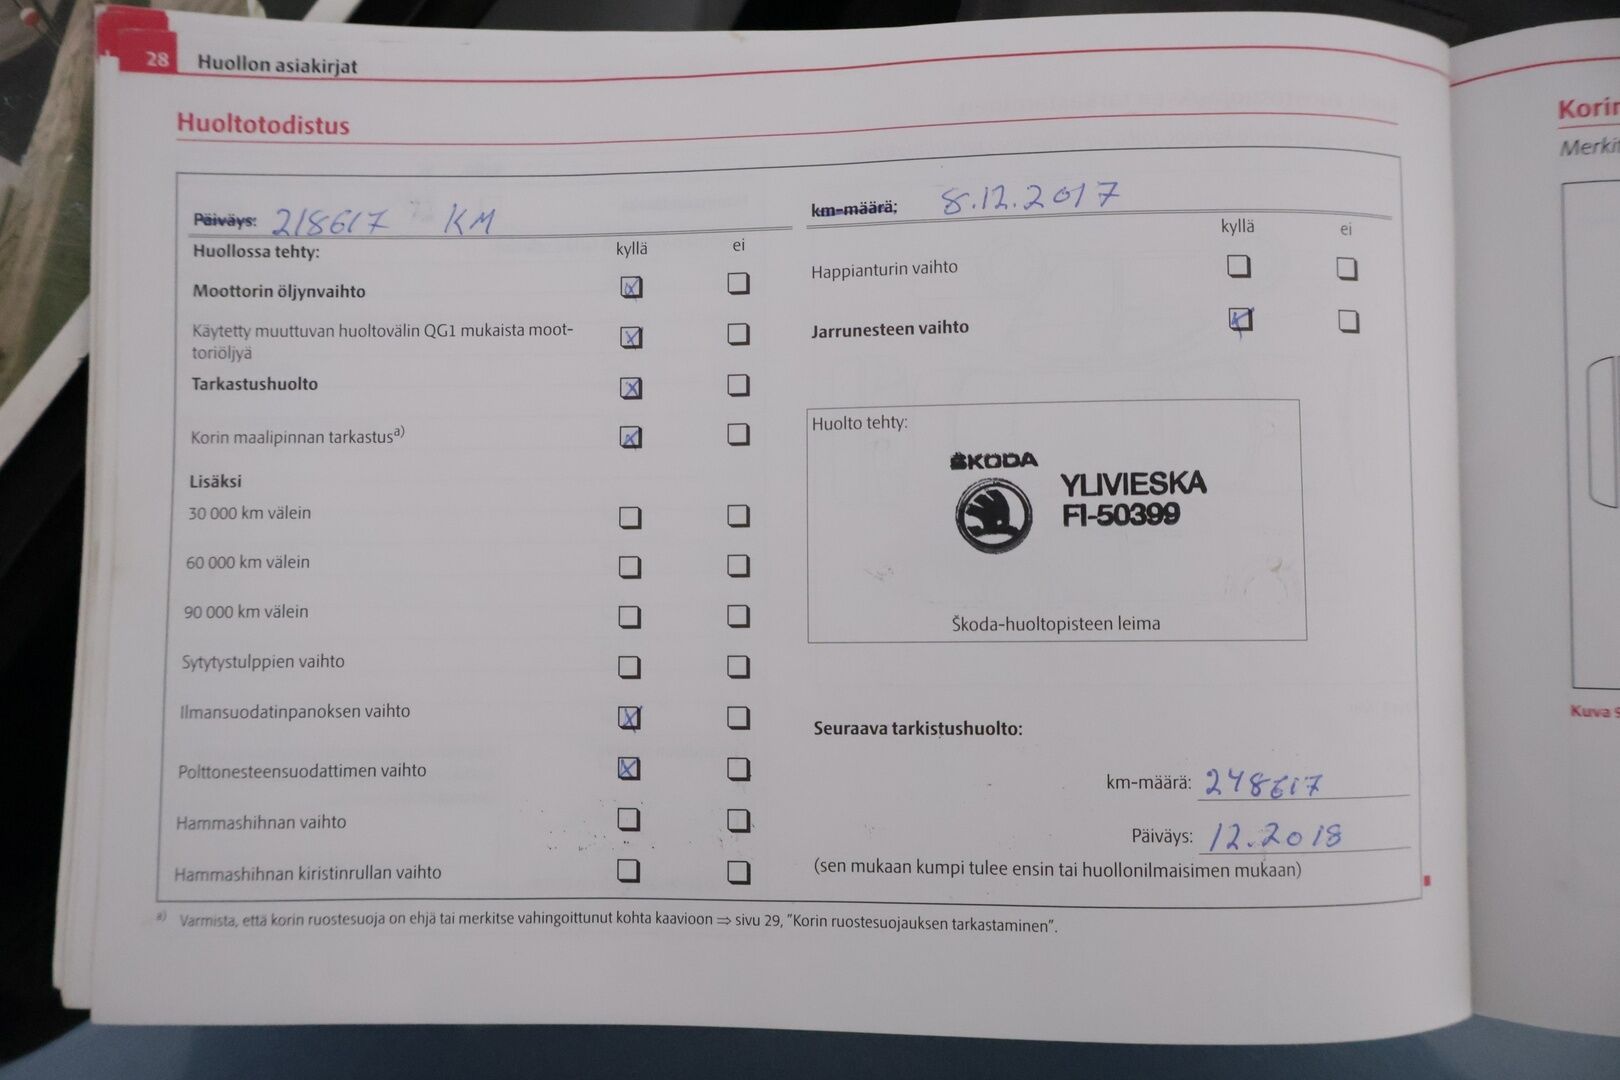 28 Huollon asiakirjat
Huoltotodistus
Päiväys: 218617 KM
Huollossa tehty: kyllä ei
Moottorin öljynvaihto
Käytetty muuttuvan huoltovälin QG1 mukaista moot-
toriöljyä
Tarkastushuolto
Korin maalipinnan tarkastusa)
Lisäksi
30 000 km välein
60 000 km välein
90 000 km välein
Sytytystulppien vaihto
Ilmansuodatinpanoksen vaihto
Polttonesteensuodattimen vaihto
Hammashihnan vaihto
Hammashihnan kiristinrullan vaihto
km-määrä: 8.12.2017
kyllä ei
Happianturin vaihto
Jarrunesteen vaihto
Huolto tehty:
ŠKODA
YLIVIESKA
FI-50399
Škoda-huoltopisteen leima
Seuraava tarkistushuolto:
km-määrä: 248617
Päiväys: 12.2018
(sen mukaan kumpi tulee ensin tai huollonilmaisimen mukaan)
a) Varmista, että korin ruostesuoja on ehjä tai merkitse vahingoittunut kohta kaavioon ⇒ sivu 29, ”Korin ruostesuojauksen tarkastaminen”.
Kuva